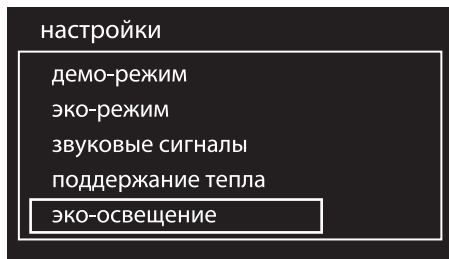 настройки
демо-режим
эко-режим
звуковые сигналы
поддержание тепла
эко-освещение